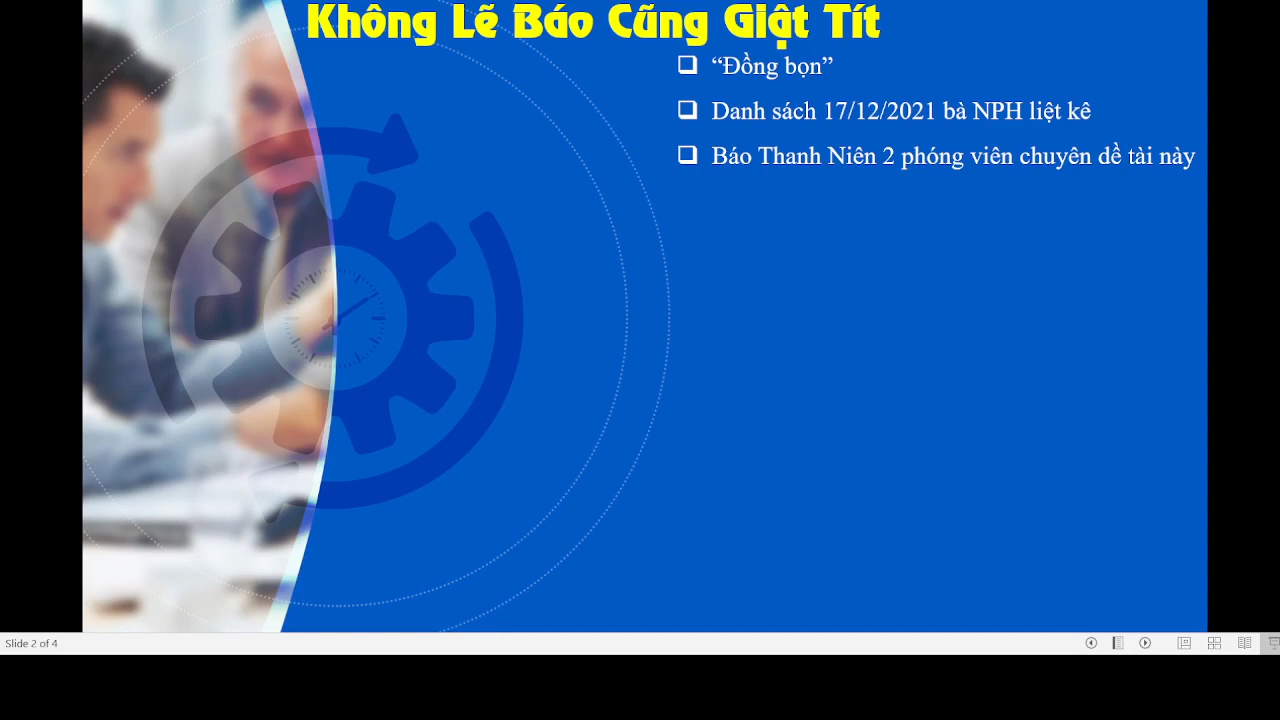 Không Lẽ Báo Cũng Giật Tít
“Đồng bọn”
Danh sách 17/12/2021 bà NPH liệt kê
Báo Thanh Niên 2 phóng viên chuyên dề tài này
Slide 2 of 4